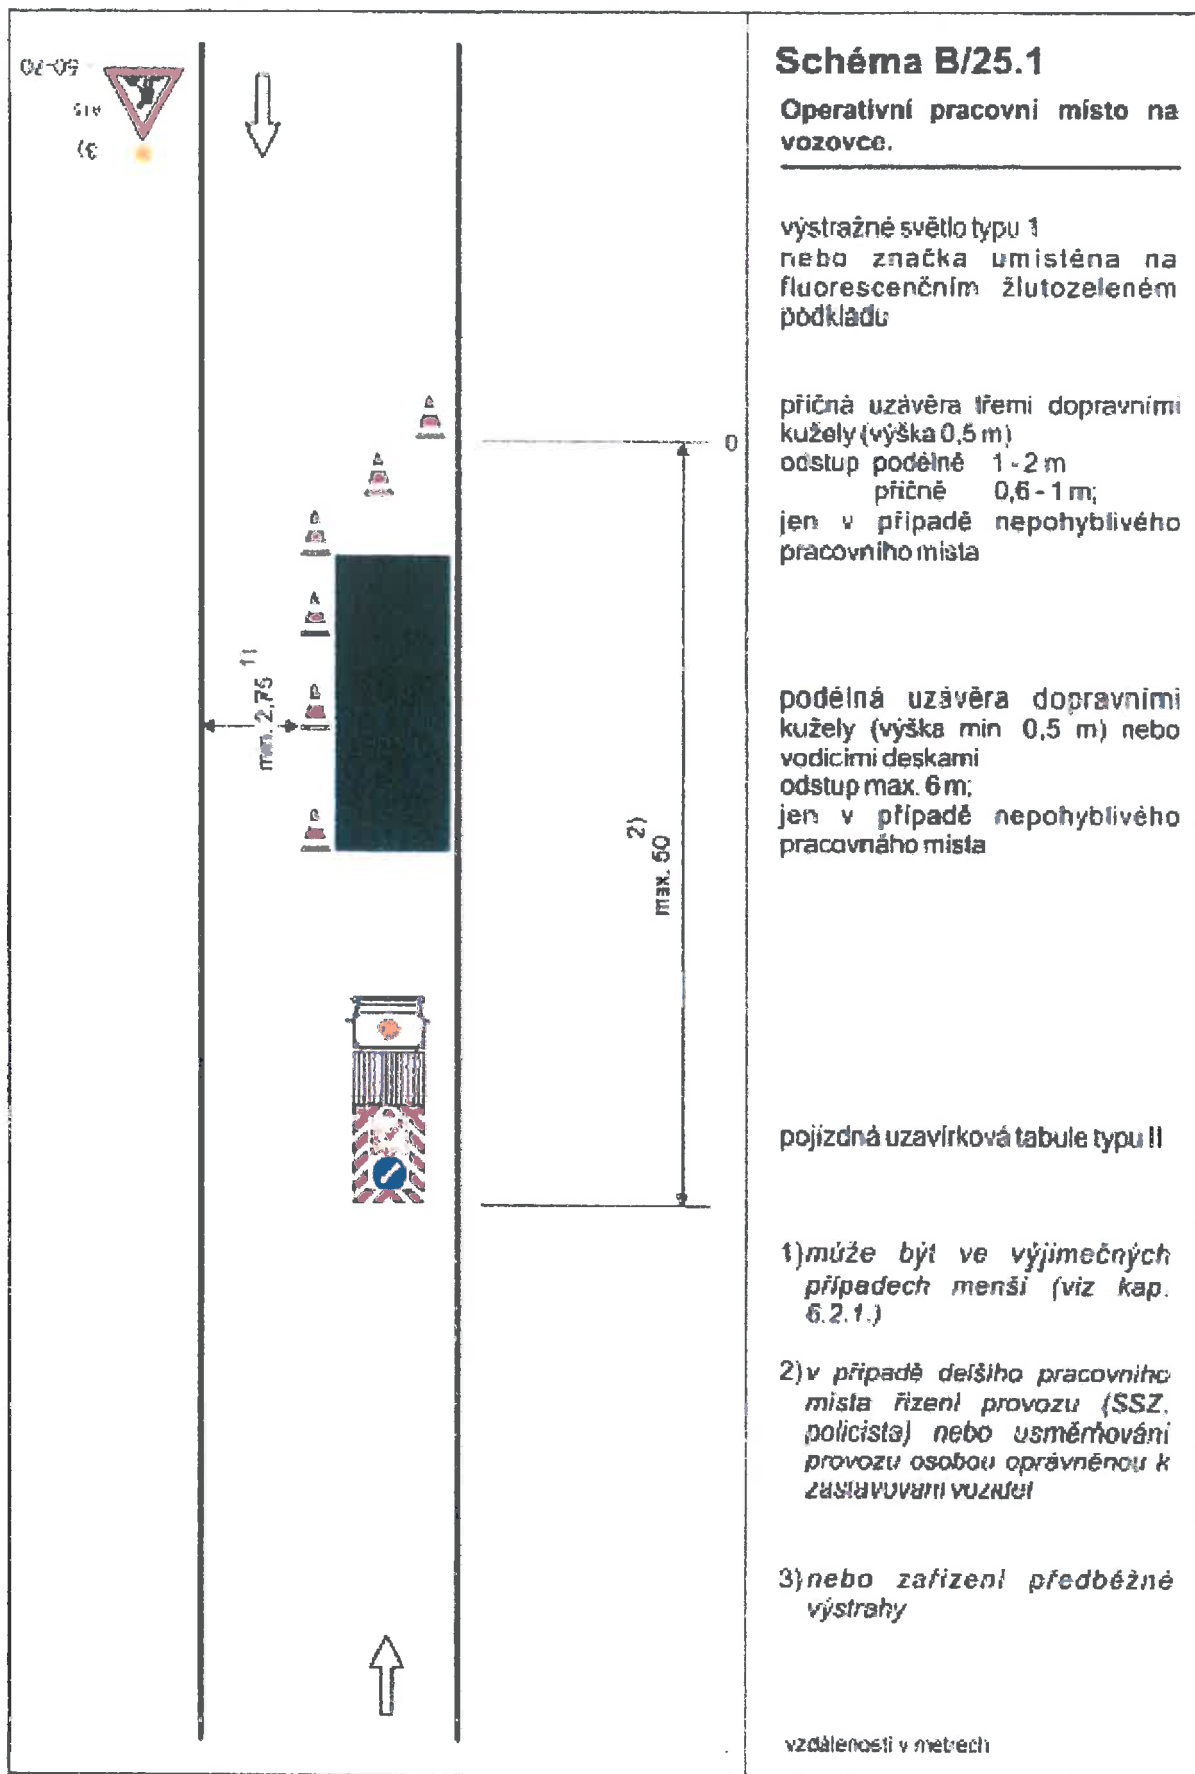 Schéma B/25.1
Operativní pracovní místo na
vozovce.
výstražné světlo typu 1
nebo značka umístěna na
fluorescenčním žlutozeleném
podkladu
příčná uzávěra třemi dopravními
kužely (výška 0,5 m)
odstup podélně 1 - 2 m
příčně 0,6 - 1 m;
jen v případě nepohyblivého
pracovního místa
podélná uzávěra dopravními
kužely (výška min 0,5 m) nebo
vodicími deskami
odstup max. 6 m;
jen v případě nepohyblivého
pracovnáho místa
pojízdná uzavírková tabule typu II
1) může být ve výjimečných
případech menší (viz kap.
6.2.1.)
2) v případě delšího pracovního
místa řízení provozu (SSZ,
policista) nebo usměrňování
provozu osobou oprávněnou k
zastavování vozidel
3) nebo zařízení předběžné
výstrahy
vzdálenosti v metrech
50-70
A15
3)
0
min. 2,75 1)
max. 50 2)